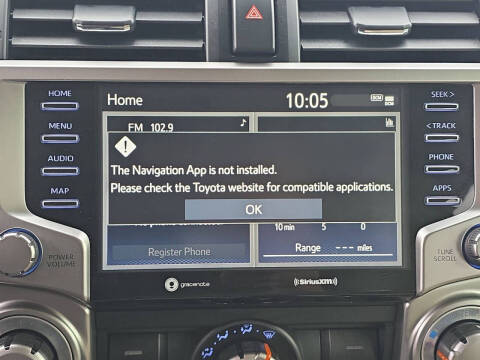 HOME
MENU
AUDIO
MAP
POWER
VOLUME
Home
10:05
DCM
FM 102.9
!
The Navigation App is not installed.
Please check the Toyota website for compatible applications.
OK
Register Phone
10 min 5 0
Range --- miles
gracenote
SiriusXM
SEEK >
< TRACK
PHONE
APPS
TUNE
SCROLL